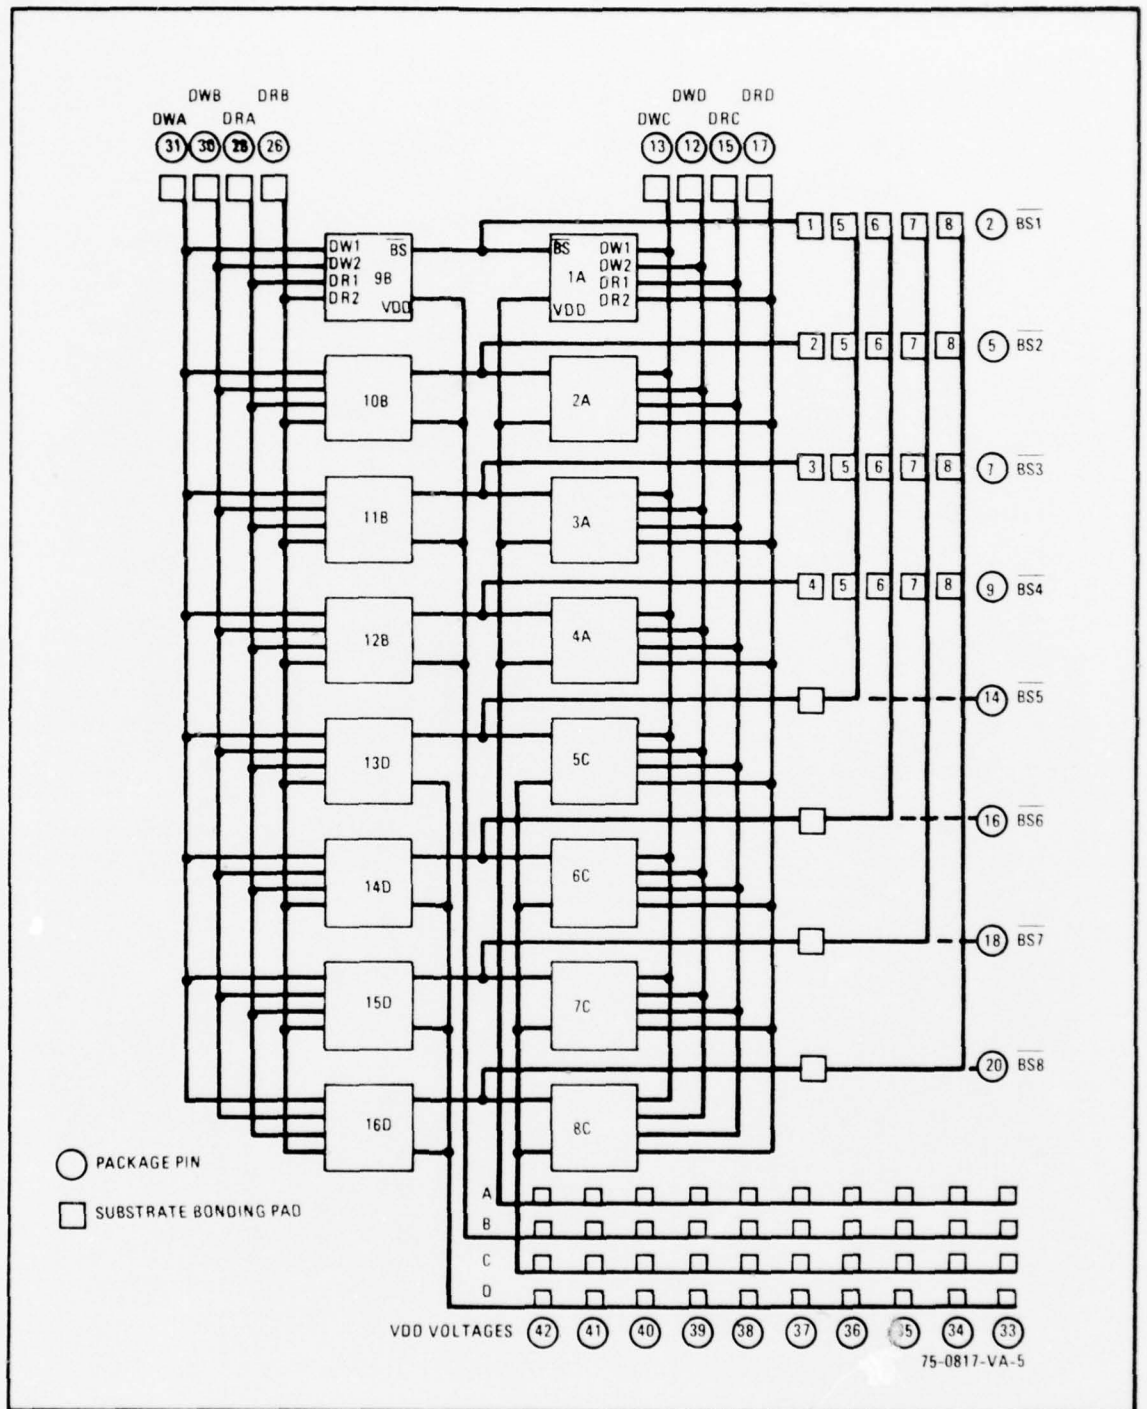 DWB DRB DWD DRD
DWA DRA DWC DRC
31 30 28 26 13 12 15 17
1 5 6 7 8 2 BS1
DW1 BS BS DW1
DW2 DW2
DR1 9B 1A DR1
DR2 DR2
VDD VDD
2 5 6 7 8 5 BS2
10B 2A
3 5 6 7 8 7 BS3
11B 3A
4 5 6 7 8 9 BS4
12B 4A
14 BS5
13D 5C
16 BS6
14D 6C
18 BS7
15D 7C
20 BS8
16D 8C
PACKAGE PIN
A
SUBSTRATE BONDING PAD
B
C
D
VDD VOLTAGES 42 41 40 39 38 37 36 35 34 33
75-0817-VA-5